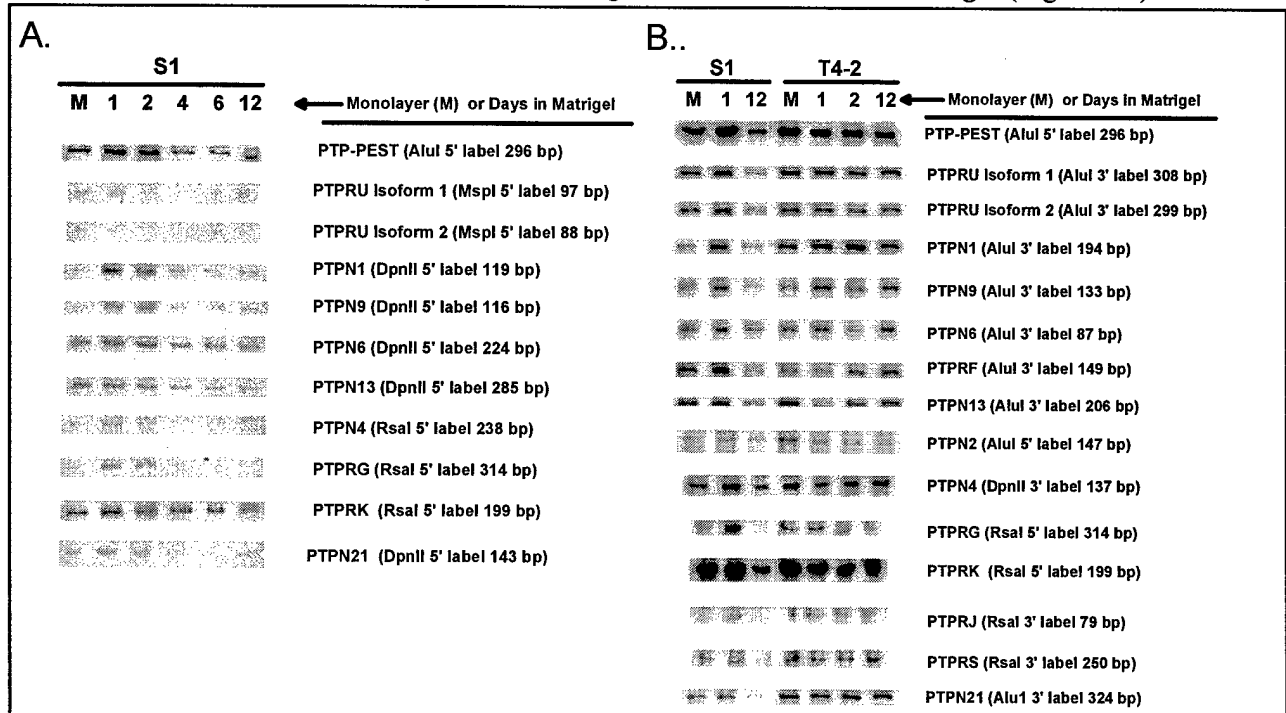 A.
S1
M 1 2 4 6 12
Monolayer (M) or Days in Matrigel
PTP-PEST (AluI 5' label 296 bp)
PTPRU Isoform 1 (MspI 5' label 97 bp)
PTPRU Isoform 2 (MspI 5' label 88 bp)
PTPN1 (DpnII 5' label 119 bp)
PTPN9 (DpnII 5' label 116 bp)
PTPN6 (DpnII 5' label 224 bp)
PTPN13 (DpnII 5' label 285 bp)
PTPN4 (RsaI 5' label 238 bp)
PTPRG (RsaI 5' label 314 bp)
PTPRK (RsaI 5' label 199 bp)
PTPN21 (DpnII 5' label 143 bp)
B..
S1 T4-2
M 1 12 M 1 2 12
Monolayer (M) or Days in Matrigel
PTP-PEST (AluI 5' label 296 bp)
PTPRU Isoform 1 (AluI 3' label 308 bp)
PTPRU Isoform 2 (AluI 3' label 299 bp)
PTPN1 (AluI 3' label 194 bp)
PTPN9 (AluI 3' label 133 bp)
PTPN6 (AluI 3' label 87 bp)
PTPRF (AluI 3' label 149 bp)
PTPN13 (AluI 3' label 206 bp)
PTPN2 (AluI 5' label 147 bp)
PTPN4 (DpnII 3' label 137 bp)
PTPRG (RsaI 5' label 314 bp)
PTPRK (RsaI 5' label 199 bp)
PTPRJ (RsaI 3' label 79 bp)
PTPRS (RsaI 3' label 250 bp)
PTPN21 (Alu1 3' label 324 bp)